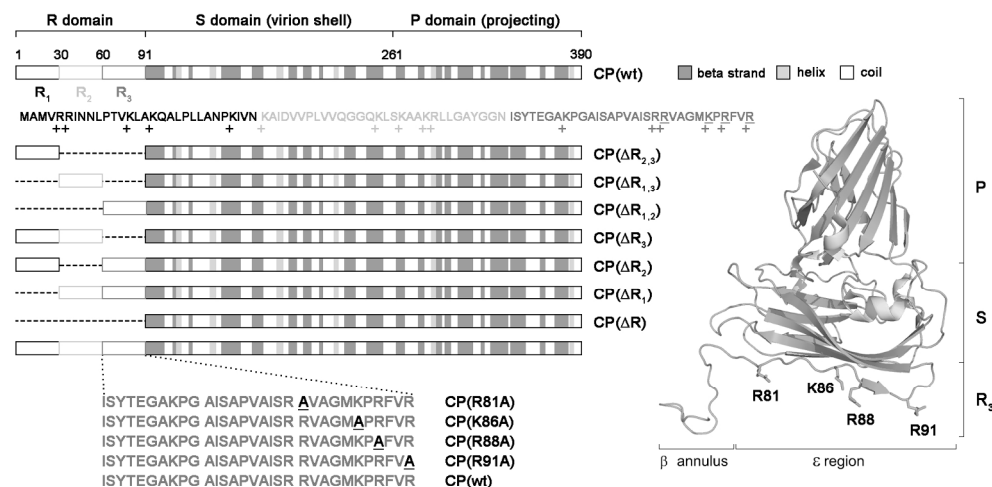 R domain S domain (virion shell) P domain (projecting)
1 30 60 91 261 390
CP(wt)
beta strand helix coil
R1 R2 R3
MAMVRRINNLPTVKLAKQALPLLANPKIVN KAIDVVPLVVQGGQKLSKAAKRLLGAYGGN ISYTEGAKPGAISAPVAISRRVAGMKPRFVR
++ + + + + + + ++ + ++ + + +
CP(ΔR2,3)
CP(ΔR1,3)
CP(ΔR1,2)
CP(ΔR3)
CP(ΔR2)
CP(ΔR1)
CP(ΔR)
P
S
R3
R81 K86 R88 R91
β annulus ε region
ISYTEGAKPG AISAPVAISR AVAGMKPRFVR CP(R81A)
ISYTEGAKPG AISAPVAISR RVAGMAPRFVR CP(K86A)
ISYTEGAKPG AISAPVAISR RVAGMKPAFVR CP(R88A)
ISYTEGAKPG AISAPVAISR RVAGMKPRFVA CP(R91A)
ISYTEGAKPG AISAPVAISR RVAGMKPRFVR CP(wt)